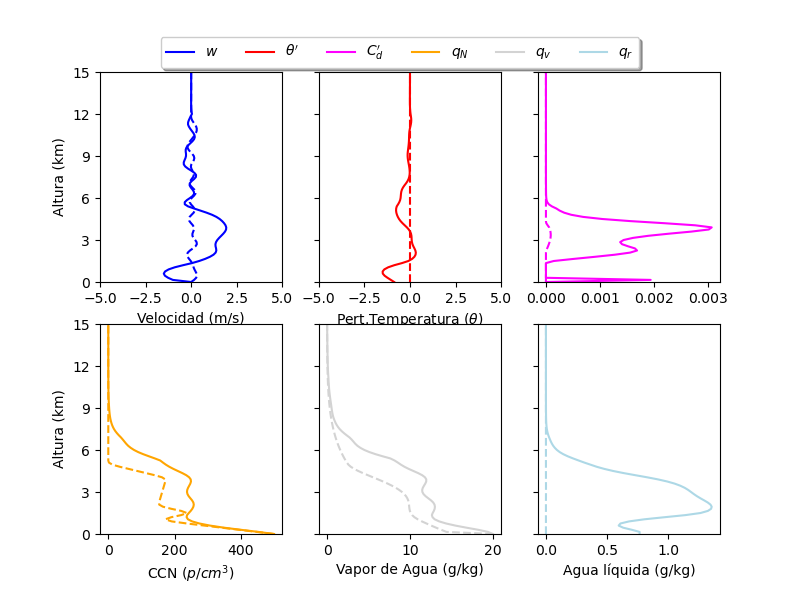 w θ′ C′d qN qv qr
15
12
9
6
3
0
Altura (km)
−5.0 −2.5 0.0 2.5 5.0
Velocidad (m/s)
−5.0 −2.5 0.0 2.5 5.0
Pert.Temperatura (θ)
0.000 0.001 0.002 0.003
15
12
9
6
3
0
Altura (km)
0 200 400
CCN (p/cm³)
0 10 20
Vapor de Agua (g/kg)
0.0 0.5 1.0
Agua líquida (g/kg)